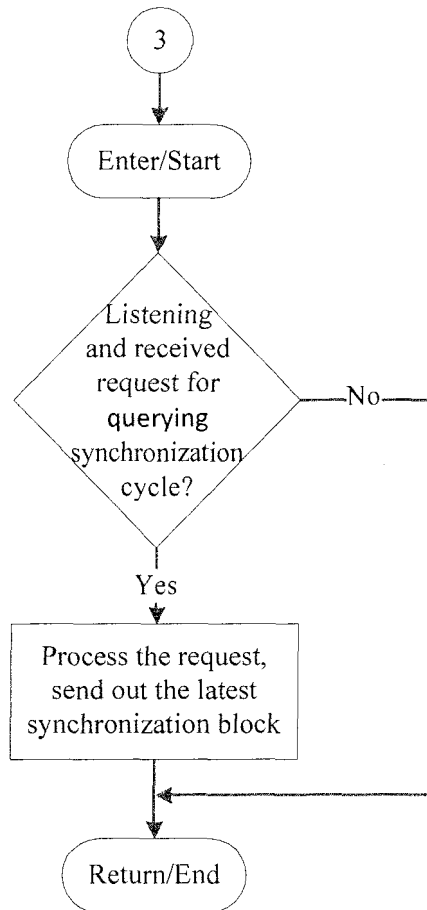 3
Enter/Start
Listening
and received
request for
querying
synchronization
cycle?
No
Yes
Process the request,
send out the latest
synchronization block
Return/End